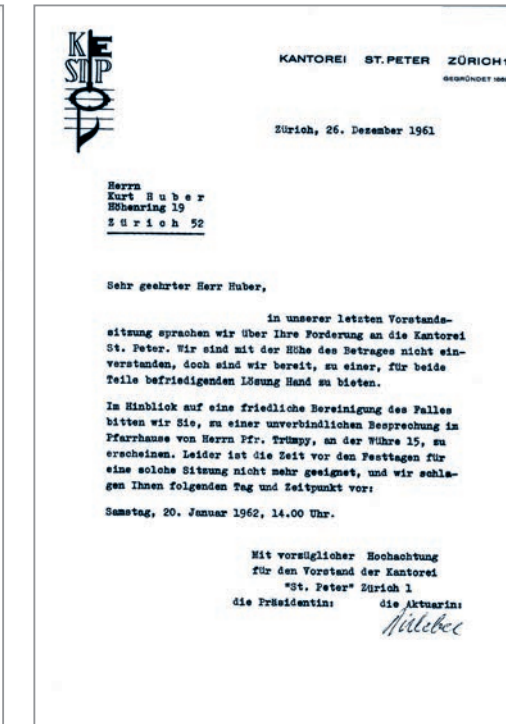 KE
STP
KANTOREI ST. PETER ZÜRICH 1
GEGRÜNDET
Zürich, 26. Dezember 1961
Herrn
Kurt Huber
Höhenring 19
Zürich 52
Sehr geehrter Herr Huber,
in unserer letzten Vorstands-
sitzung sprachen wir über Ihre Forderung an die Kantorei
St. Peter. Wir sind mit der Höhe des Betrages nicht ein-
verstanden, doch sind wir bereit, zu einer, für beide
Teile befriedigenden Lösung Hand zu bieten.
Im Hinblick auf eine friedliche Bereinigung des Falles
bitten wir Sie, zu einer unverbindlichen Besprechung im
Pfarrhause von Herrn Pfr. Trümpy, an der Wühre 15, zu
erscheinen. Leider ist die Zeit vor den Festtagen für
eine solche Sitzung nicht mehr geeignet, und wir schla-
gen Ihnen folgenden Tag und Zeitpunkt vor:
Samstag, 20. Januar 1962, 14.00 Uhr.
Mit vorzüglicher Hochachtung
für den Vorstand der Kantorei
"St. Peter" Zürich 1
die Präsidentin: die Aktuarin: